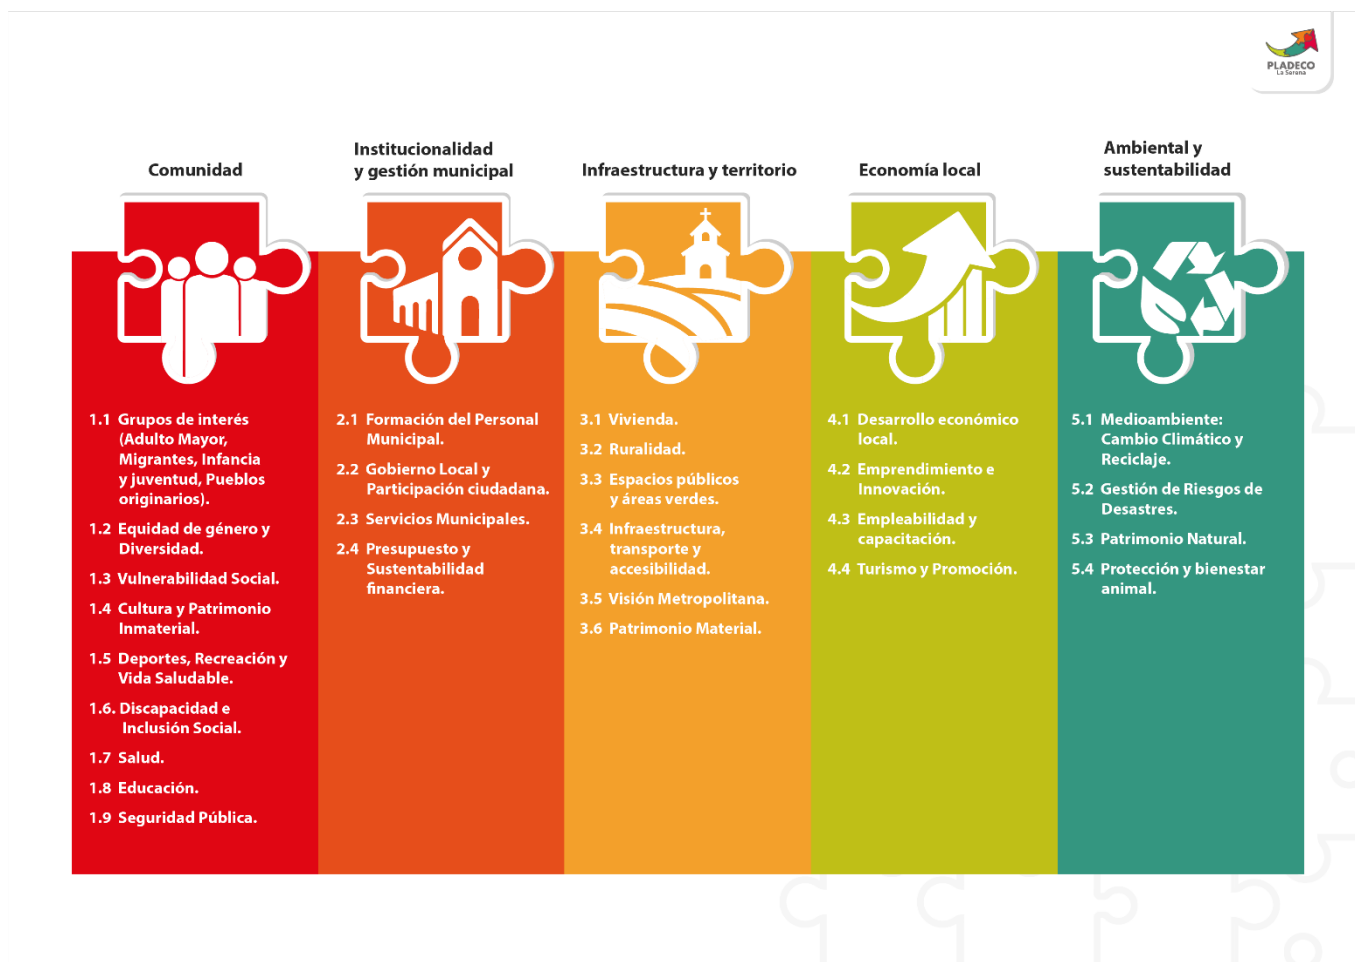 PLADECO
La Serena
Comunidad
1.1 Grupos de interés
(Adulto Mayor,
Migrantes, Infancia
y juventud, Pueblos
originarios).
1.2 Equidad de género y
Diversidad.
1.3 Vulnerabilidad Social.
1.4 Cultura y Patrimonio
Inmaterial.
1.5 Deportes, Recreación y
Vida Saludable.
1.6. Discapacidad e
Inclusión Social.
1.7 Salud.
1.8 Educación.
1.9 Seguridad Pública.
Institucionalidad
y gestión municipal
2.1 Formación del Personal
Municipal.
2.2 Gobierno Local y
Participación ciudadana.
2.3 Servicios Municipales.
2.4 Presupuesto y
Sustentabilidad
financiera.
Infraestructura y territorio
3.1 Vivienda.
3.2 Ruralidad.
3.3 Espacios públicos
y áreas verdes.
3.4 Infraestructura,
transporte y
accesibilidad.
3.5 Visión Metropolitana.
3.6 Patrimonio Material.
Economía local
4.1 Desarrollo económico
local.
4.2 Emprendimiento e
Innovación.
4.3 Empleabilidad y
capacitación.
4.4 Turismo y Promoción.
Ambiental y
sustentabilidad
5.1 Medioambiente:
Cambio Climático y
Reciclaje.
5.2 Gestión de Riesgos de
Desastres.
5.3 Patrimonio Natural.
5.4 Protección y bienestar
animal.